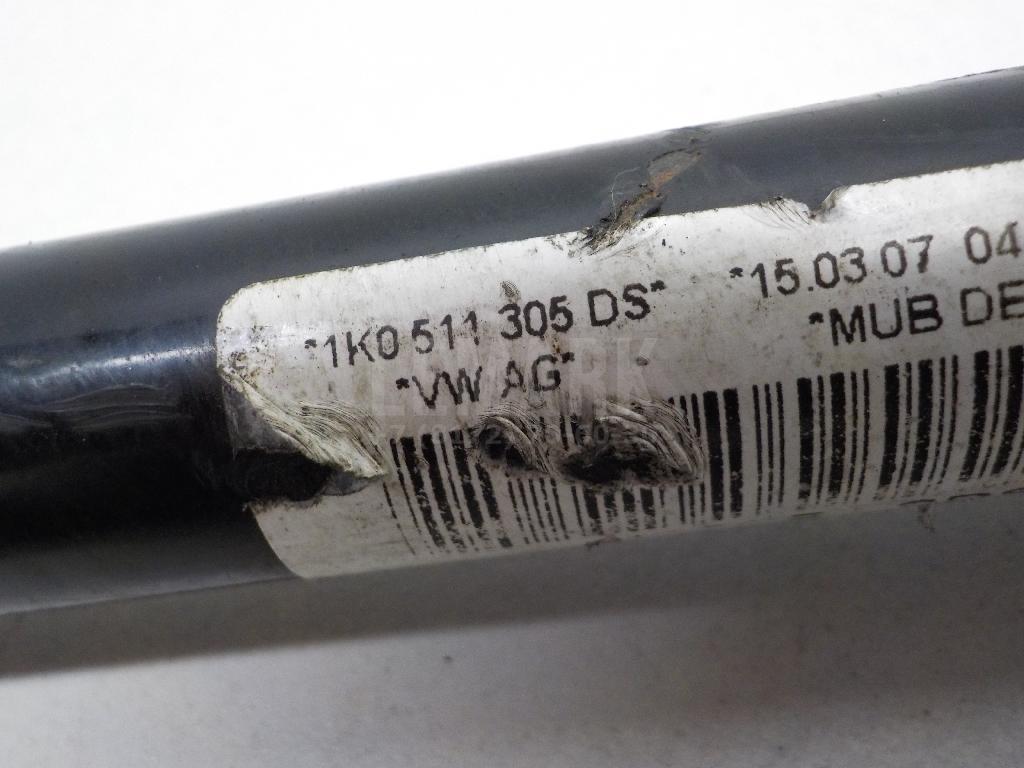 *1K0 511 305 DS* *15.03 07 04
*VW AG* *MUB DE